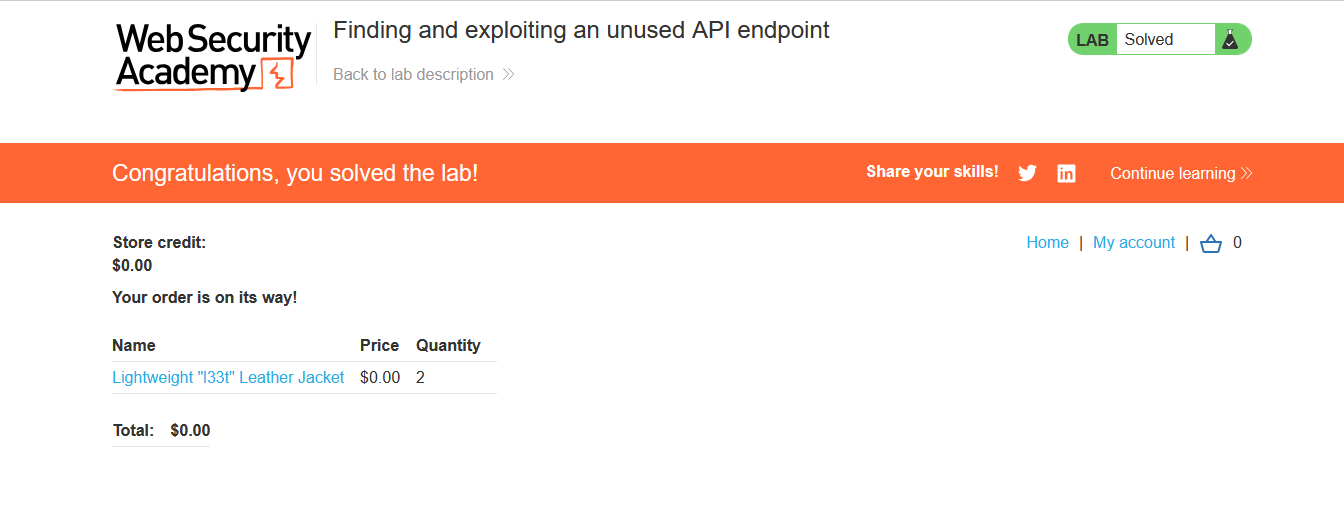 Web Security
Academy
Finding and exploiting an unused API endpoint
Back to lab description
LAB Solved
Congratulations, you solved the lab!
Share your skills!
in
Continue learning
Store credit:
$0.00
Home | My account | 0
Your order is on its way!
Name Price Quantity
Lightweight "l33t" Leather Jacket $0.00 2
Total: $0.00